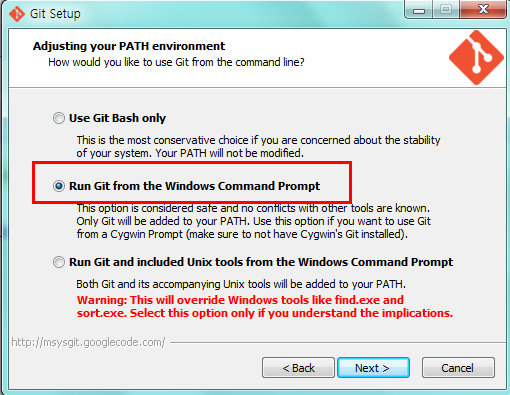 Git Setup
Adjusting your PATH environment
How would you like to use Git from the command line?
Use Git Bash only
This is the most conservative choice if you are concerned about the stability
of your system. Your PATH will not be modified.
Run Git from the Windows Command Prompt
This option is considered safe and no conflicts with other tools are known.
Only Git will be added to your PATH. Use this option if you want to use Git
from a Cygwin Prompt (make sure to not have Cygwin's Git installed).
Run Git and included Unix tools from the Windows Command Prompt
Both Git and its accompanying Unix tools will be added to your PATH.
Warning: This will override Windows tools like find.exe and
sort.exe. Select this option only if you understand the implications.
http://msysgit.googlecode.com/
< Back
Next >
Cancel